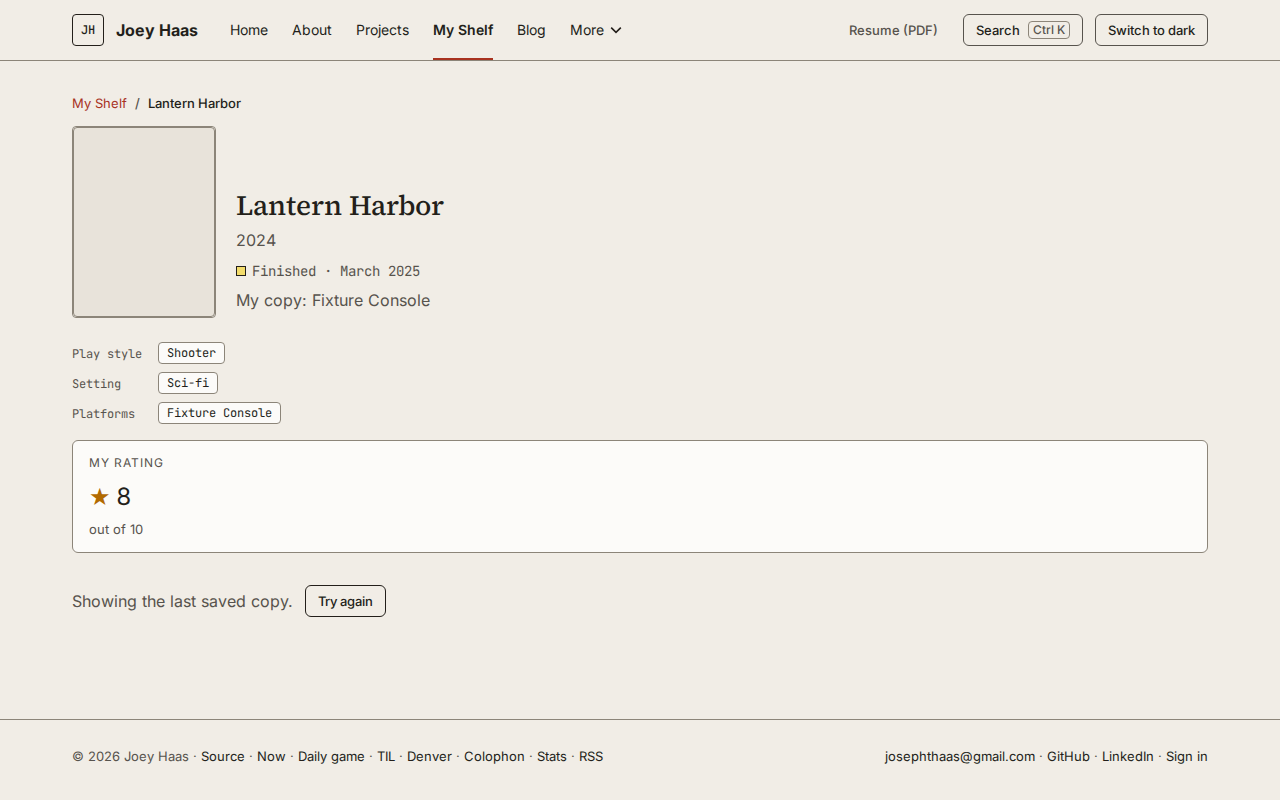 JH Joey Haas Home About Projects My Shelf Blog More Resume (PDF) Search Ctrl K Switch to dark
My Shelf / Lantern Harbor
Lantern Harbor
2024
Finished · March 2025
My copy: Fixture Console
Play style Shooter
Setting Sci-fi
Platforms Fixture Console
MY RATING
★ 8
out of 10
Showing the last saved copy. Try again
© 2026 Joey Haas · Source · Now · Daily game · TIL · Denver · Colophon · Stats · RSS josephthaas@gmail.com · GitHub · LinkedIn · Sign in